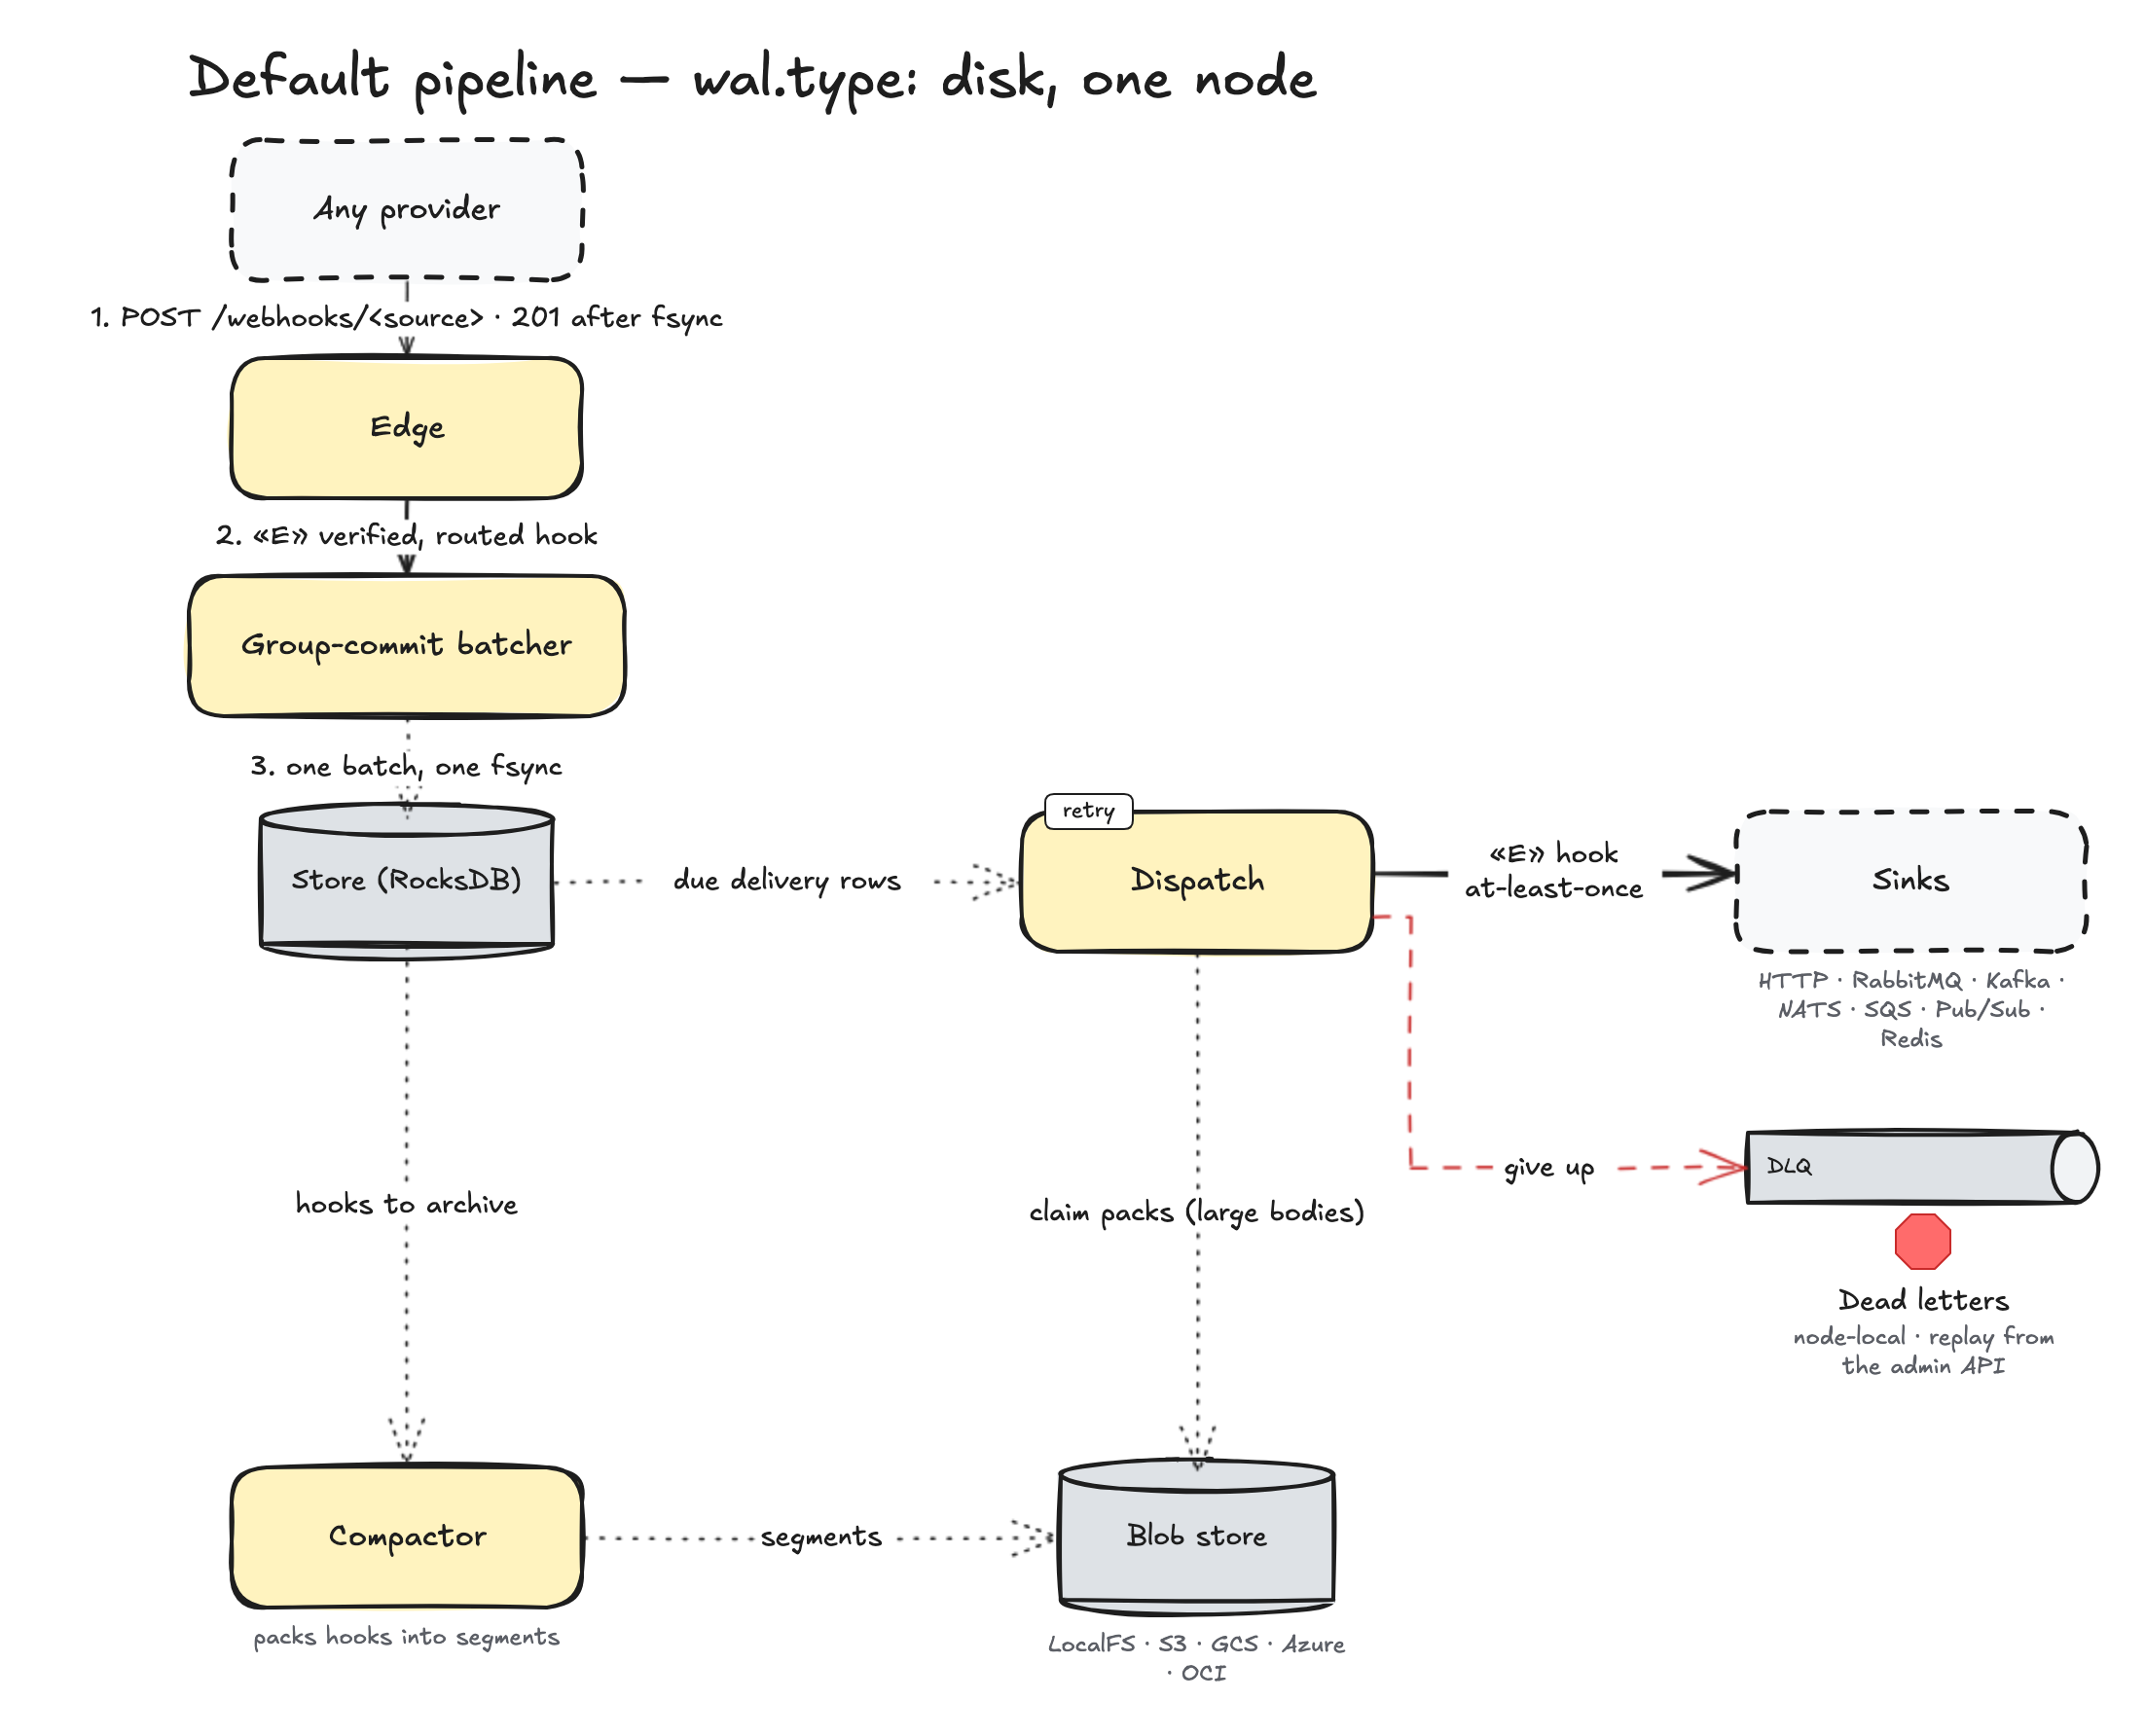 Default pipeline — wal.type: disk, one node
Any provider
1. POST /webhooks/<source> · 201 after fsync
Edge
2. «E» verified, routed hook
Group-commit batcher
3. one batch, one fsync
Store (RocksDB)
due delivery rows
retry
Dispatch
«E» hook
at-least-once
Sinks
HTTP · RabbitMQ · Kafka ·
NATS · SQS · Pub/Sub ·
Redis
give up
DLQ
Dead letters
node-local · replay from
the admin API
hooks to archive
claim packs (large bodies)
Compactor
packs hooks into segments
segments
Blob store
LocalFS · S3 · GCS · Azure
· OCI